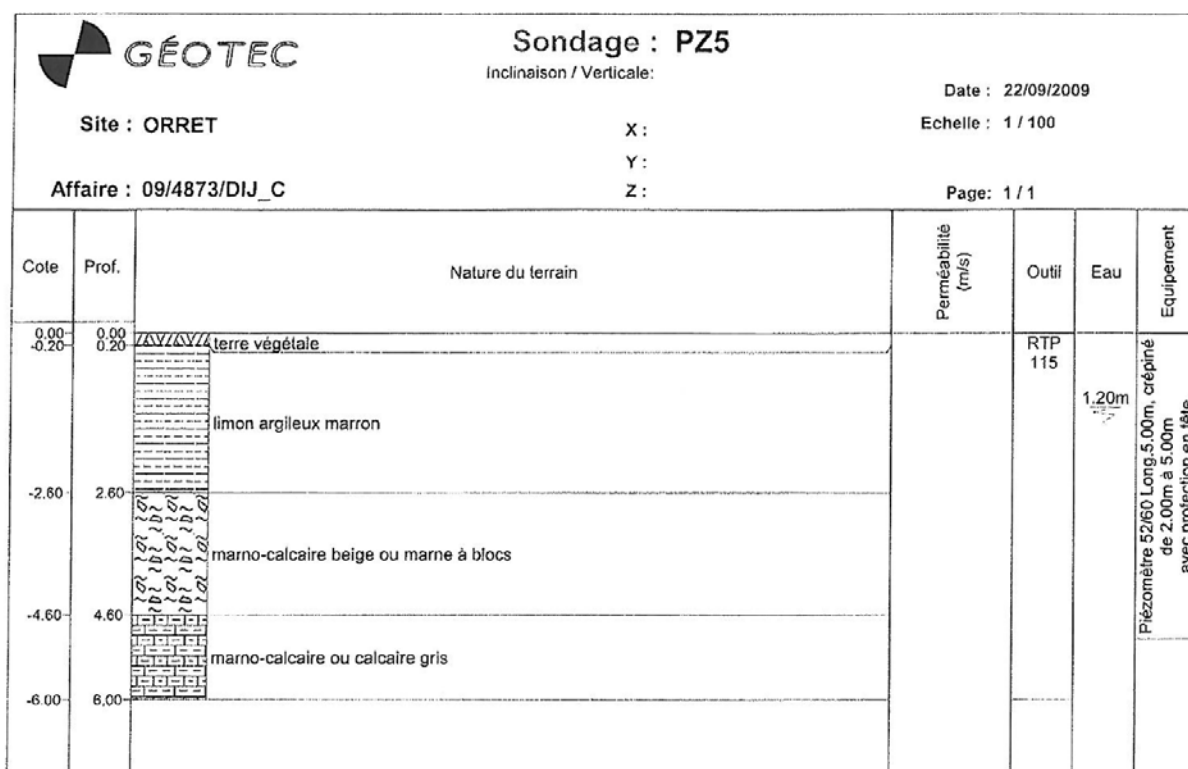 GÉOTEC
Sondage : PZ5
Inclinaison / Verticale:
Date : 22/09/2009
Site : ORRET
X :
Echelle : 1 / 100
Y :
Affaire : 09/4873/DIJ_C
Z :
Page: 1 / 1
Cote
Prof.
Nature du terrain
Perméabilité
(m/s)
Outil
Eau
Equipement
0.00
0.00
-0.20
0.20
terre végétale
RTP
115
1.20m
limon argileux marron
-2.60
2.60
marno-calcaire beige ou marne à blocs
-4.60
4.60
marno-calcaire ou calcaire gris
-6.00
6.00
Piézomètre 52/60 Long.5.00m, crépiné
de 2.00m à 5.00m
avec protection en tête